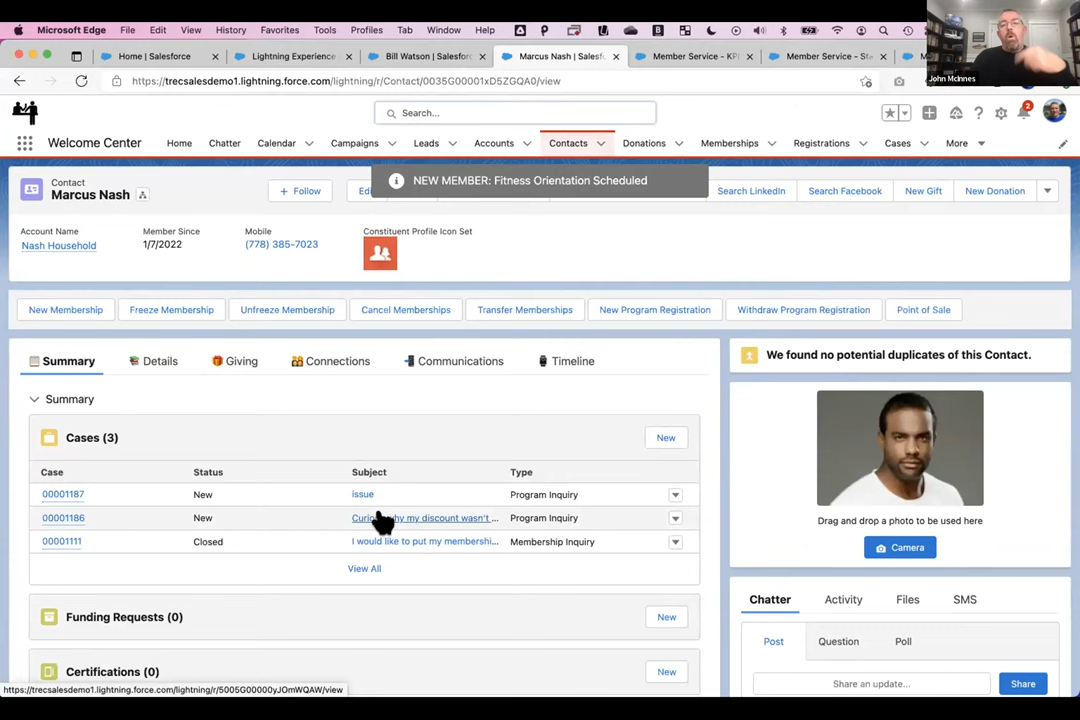 Microsoft Edge File Edit View History Favorites Tools Profiles Tab Window Help
Home | Salesforce
Lightning Experience
Bill Watson | Salesforc
Marcus Nash | Salesf
Member Service - KP
Member Service - Sta
John McInnes
https://trecsalesdemo1.lightning.force.com/lightning/r/Contact/0035G00001xD5ZGQA0/view
Search...
2
Welcome Center Home Chatter Calendar Campaigns Leads Accounts Contacts Donations Memberships Registrations Cases More
NEW MEMBER: Fitness Orientation Scheduled
Contact
Marcus Nash
+ Follow
Search LinkedIn Search Facebook New Gift New Donation
Account Name Member Since Mobile Constituent Profile Icon Set
Nash Household 1/7/2022 (778) 385-7023
New Membership Freeze Membership Unfreeze Membership Cancel Memberships Transfer Memberships New Program Registration Withdraw Program Registration Point of Sale
Summary Details Giving Connections Communications Timeline
We found no potential duplicates of this Contact.
Summary
Cases (3) New
Case Status Subject Type
00001187 New issue Program Inquiry
00001186 New my discount wasn't ... Program Inquiry
00001111 Closed I would like to put my membershi... Membership Inquiry
View All
Drag and drop a photo to be used here
Camera
Funding Requests (0) New
Chatter Activity Files SMS
Post Question Poll
Certifications (0) New
Share an update... Share
https://trecsalesdemo1.lightning.force.com/lightning/r/5005G00000yJOmWQAW/view